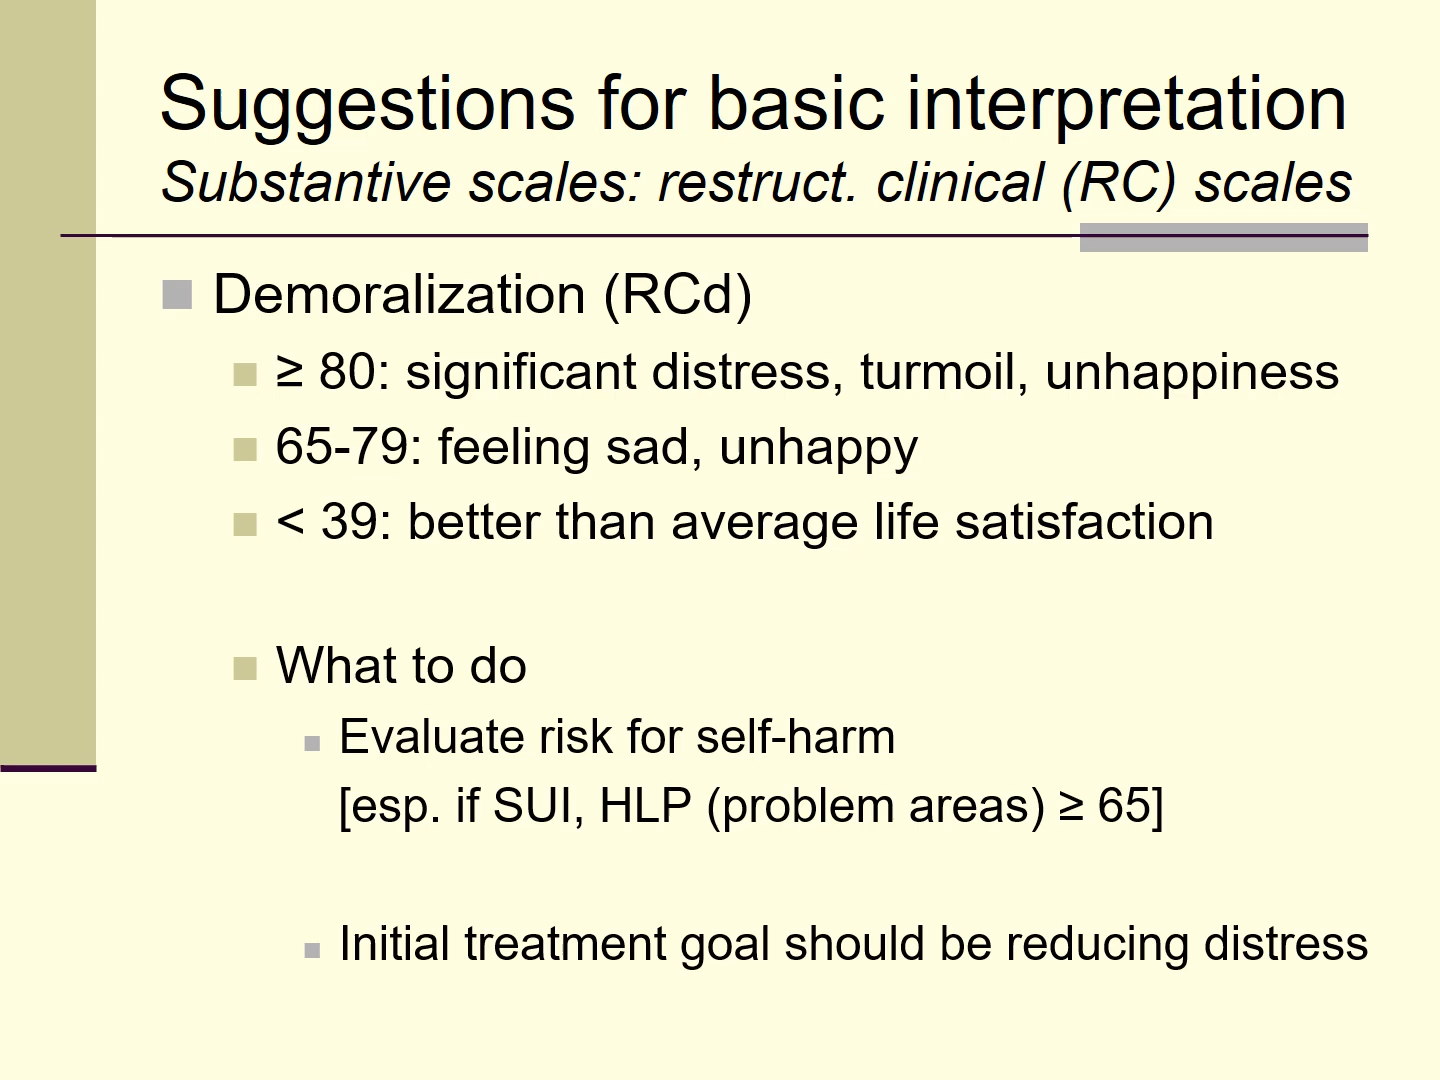 Suggestions for basic interpretation
Substantive scales: restruct. clinical (RC) scales
Demoralization (RCd)
≥ 80: significant distress, turmoil, unhappiness
65-79: feeling sad, unhappy
< 39: better than average life satisfaction
What to do
Evaluate risk for self-harm
[esp. if SUI, HLP (problem areas) ≥ 65]
Initial treatment goal should be reducing distress